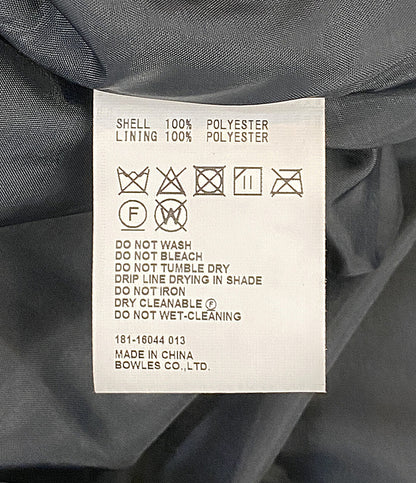 SHELL 100% POLYESTER
LINING 100% POLYESTER
F W
DO NOT WASH
DO NOT BLEACH
DO NOT TUMBLE DRY
DRIP LINE DRYING IN SHADE
DO NOT IRON
DRY CLEANABLE Ⓕ
DO NOT WET-CLEANING
181-16044 013
MADE IN CHINA
BOWLES CO.,LTD.